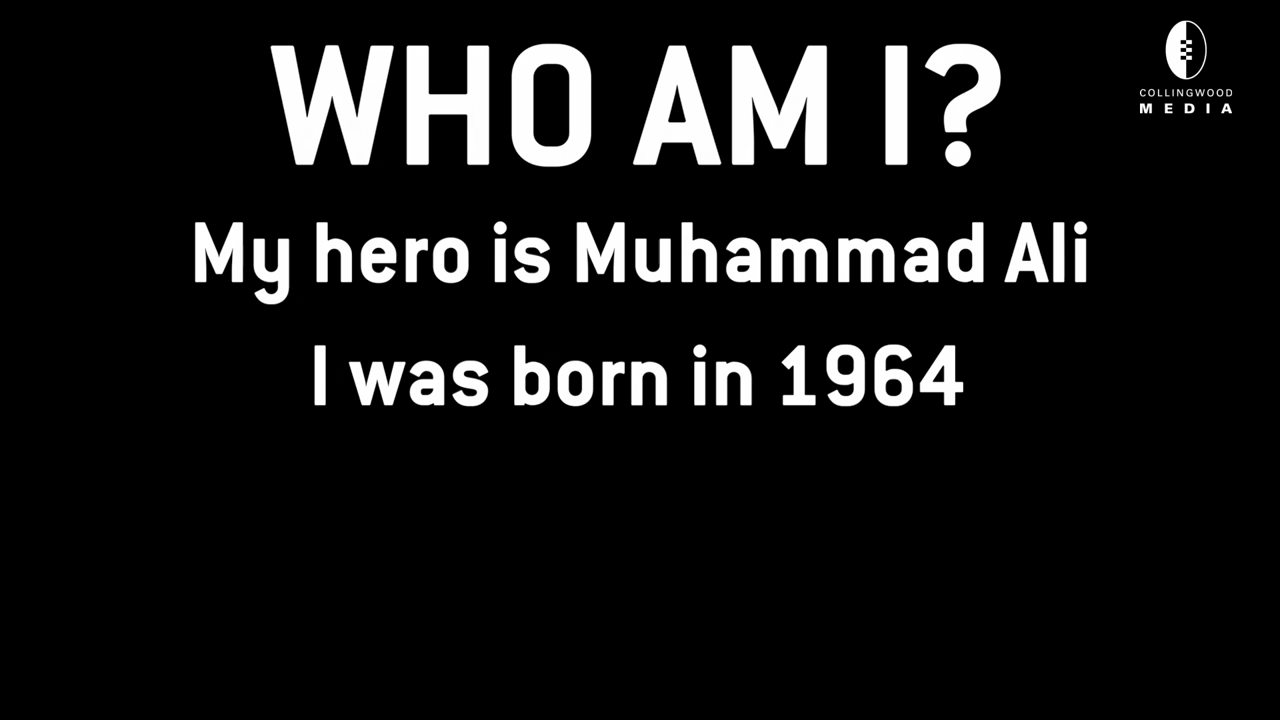 WHO AM I?
COLLINGWOOD
MEDIA
My hero is Muhammad Ali
I was born in 1964